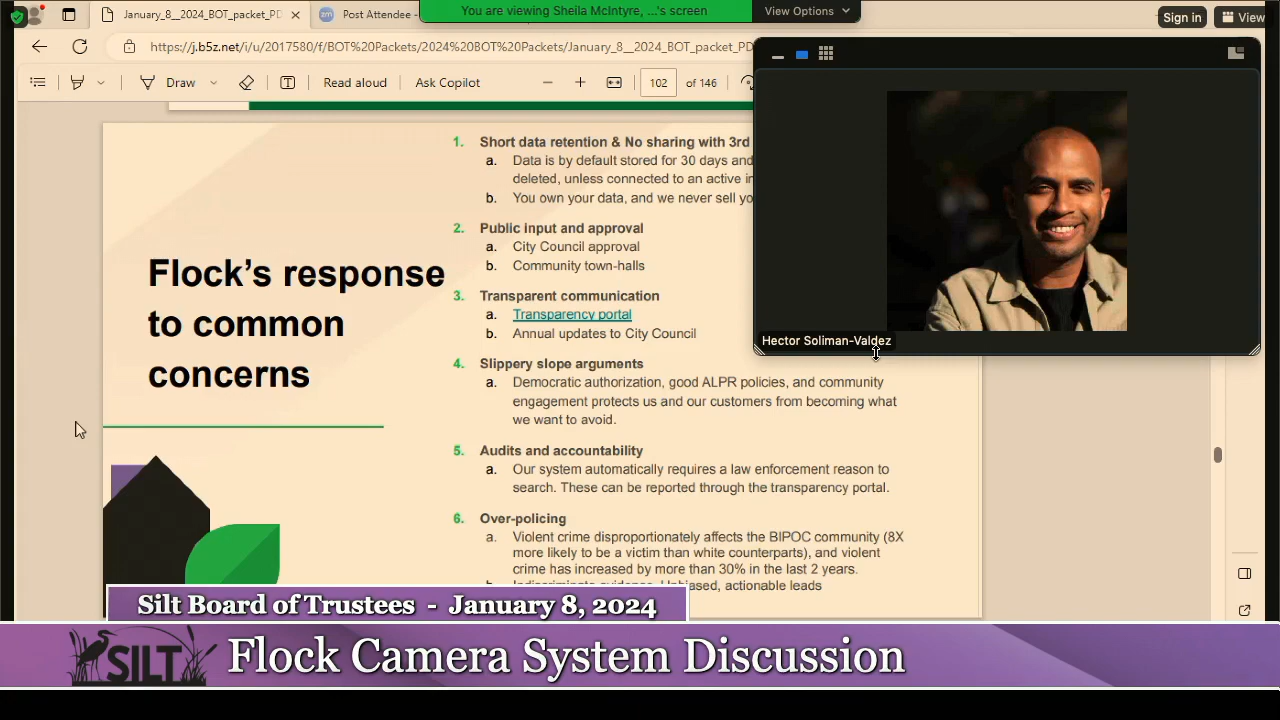 You are viewing Sheila McIntyre, ...'s screen
View Options
January_8__2024_BOT_packet_PD
Post Attendee -
Sign in
View
https://j.b5z.net/i/u/2017580/f/BOT%20Packets/2024%20BOT%20Packets/January_8__2024_BOT_packet_PD
Draw
Read aloud
Ask Copilot
102
of 146
Flock's response
to common
concerns
1. Short data retention & No sharing with 3rd
a. Data is by default stored for 30 days and
deleted, unless connected to an active
b. You own your data, and we never sell
2. Public input and approval
a. City Council approval
b. Community town-halls
3. Transparent communication
a. Transparency portal
b. Annual updates to City Council
4. Slippery slope arguments
a. Democratic authorization, good ALPR policies, and community
engagement protects us and our customers from becoming what
we want to avoid.
5. Audits and accountability
a. Our system automatically requires a law enforcement reason to
search. These can be reported through the transparency portal.
6. Over-policing
a. Violent crime disproportionately affects the BIPOC community (8X
more likely to be a victim than white counterparts), and violent
crime has increased by more than 30% in the last 2 years.
b. Indiscriminate evidence. Unbiased, actionable leads
Hector Soliman-Valdez
Silt Board of Trustees - January 8, 2024
SILT
Flock Camera System Discussion